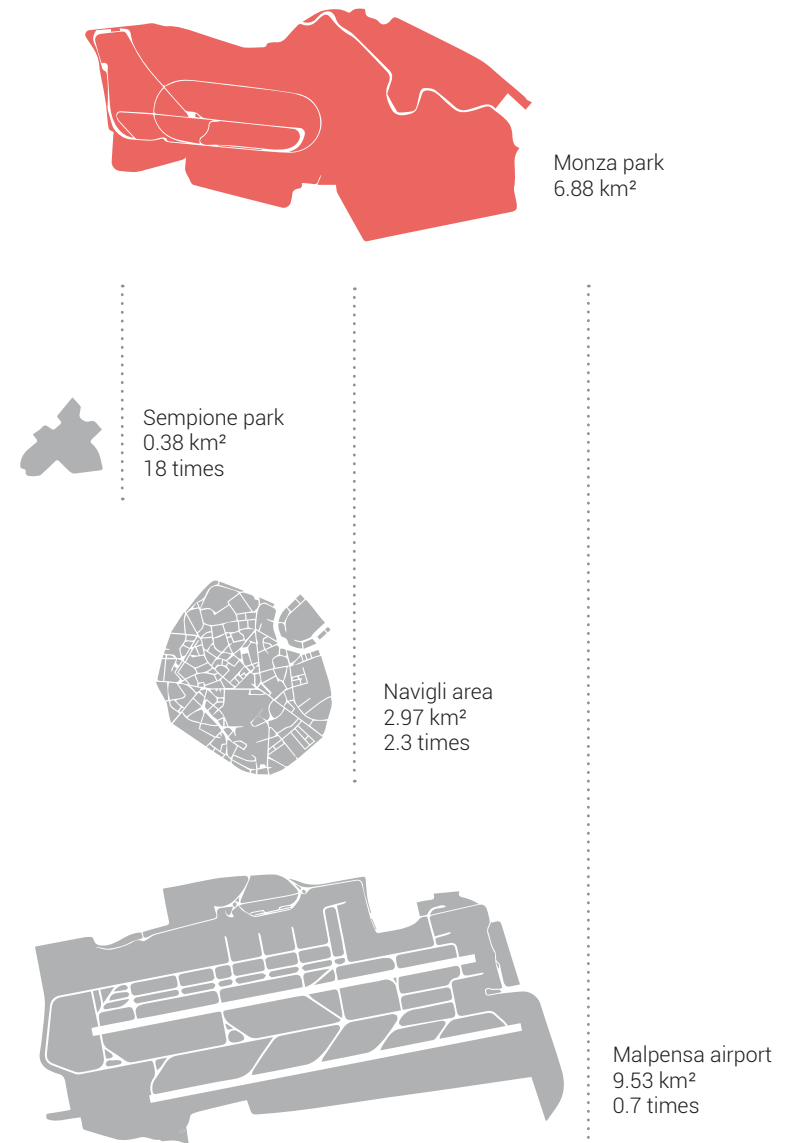 Monza park
6.88 km²
Sempione park
0.38 km²
18 times
Navigli area
2.97 km²
2.3 times
Malpensa airport
9.53 km²
0.7 times